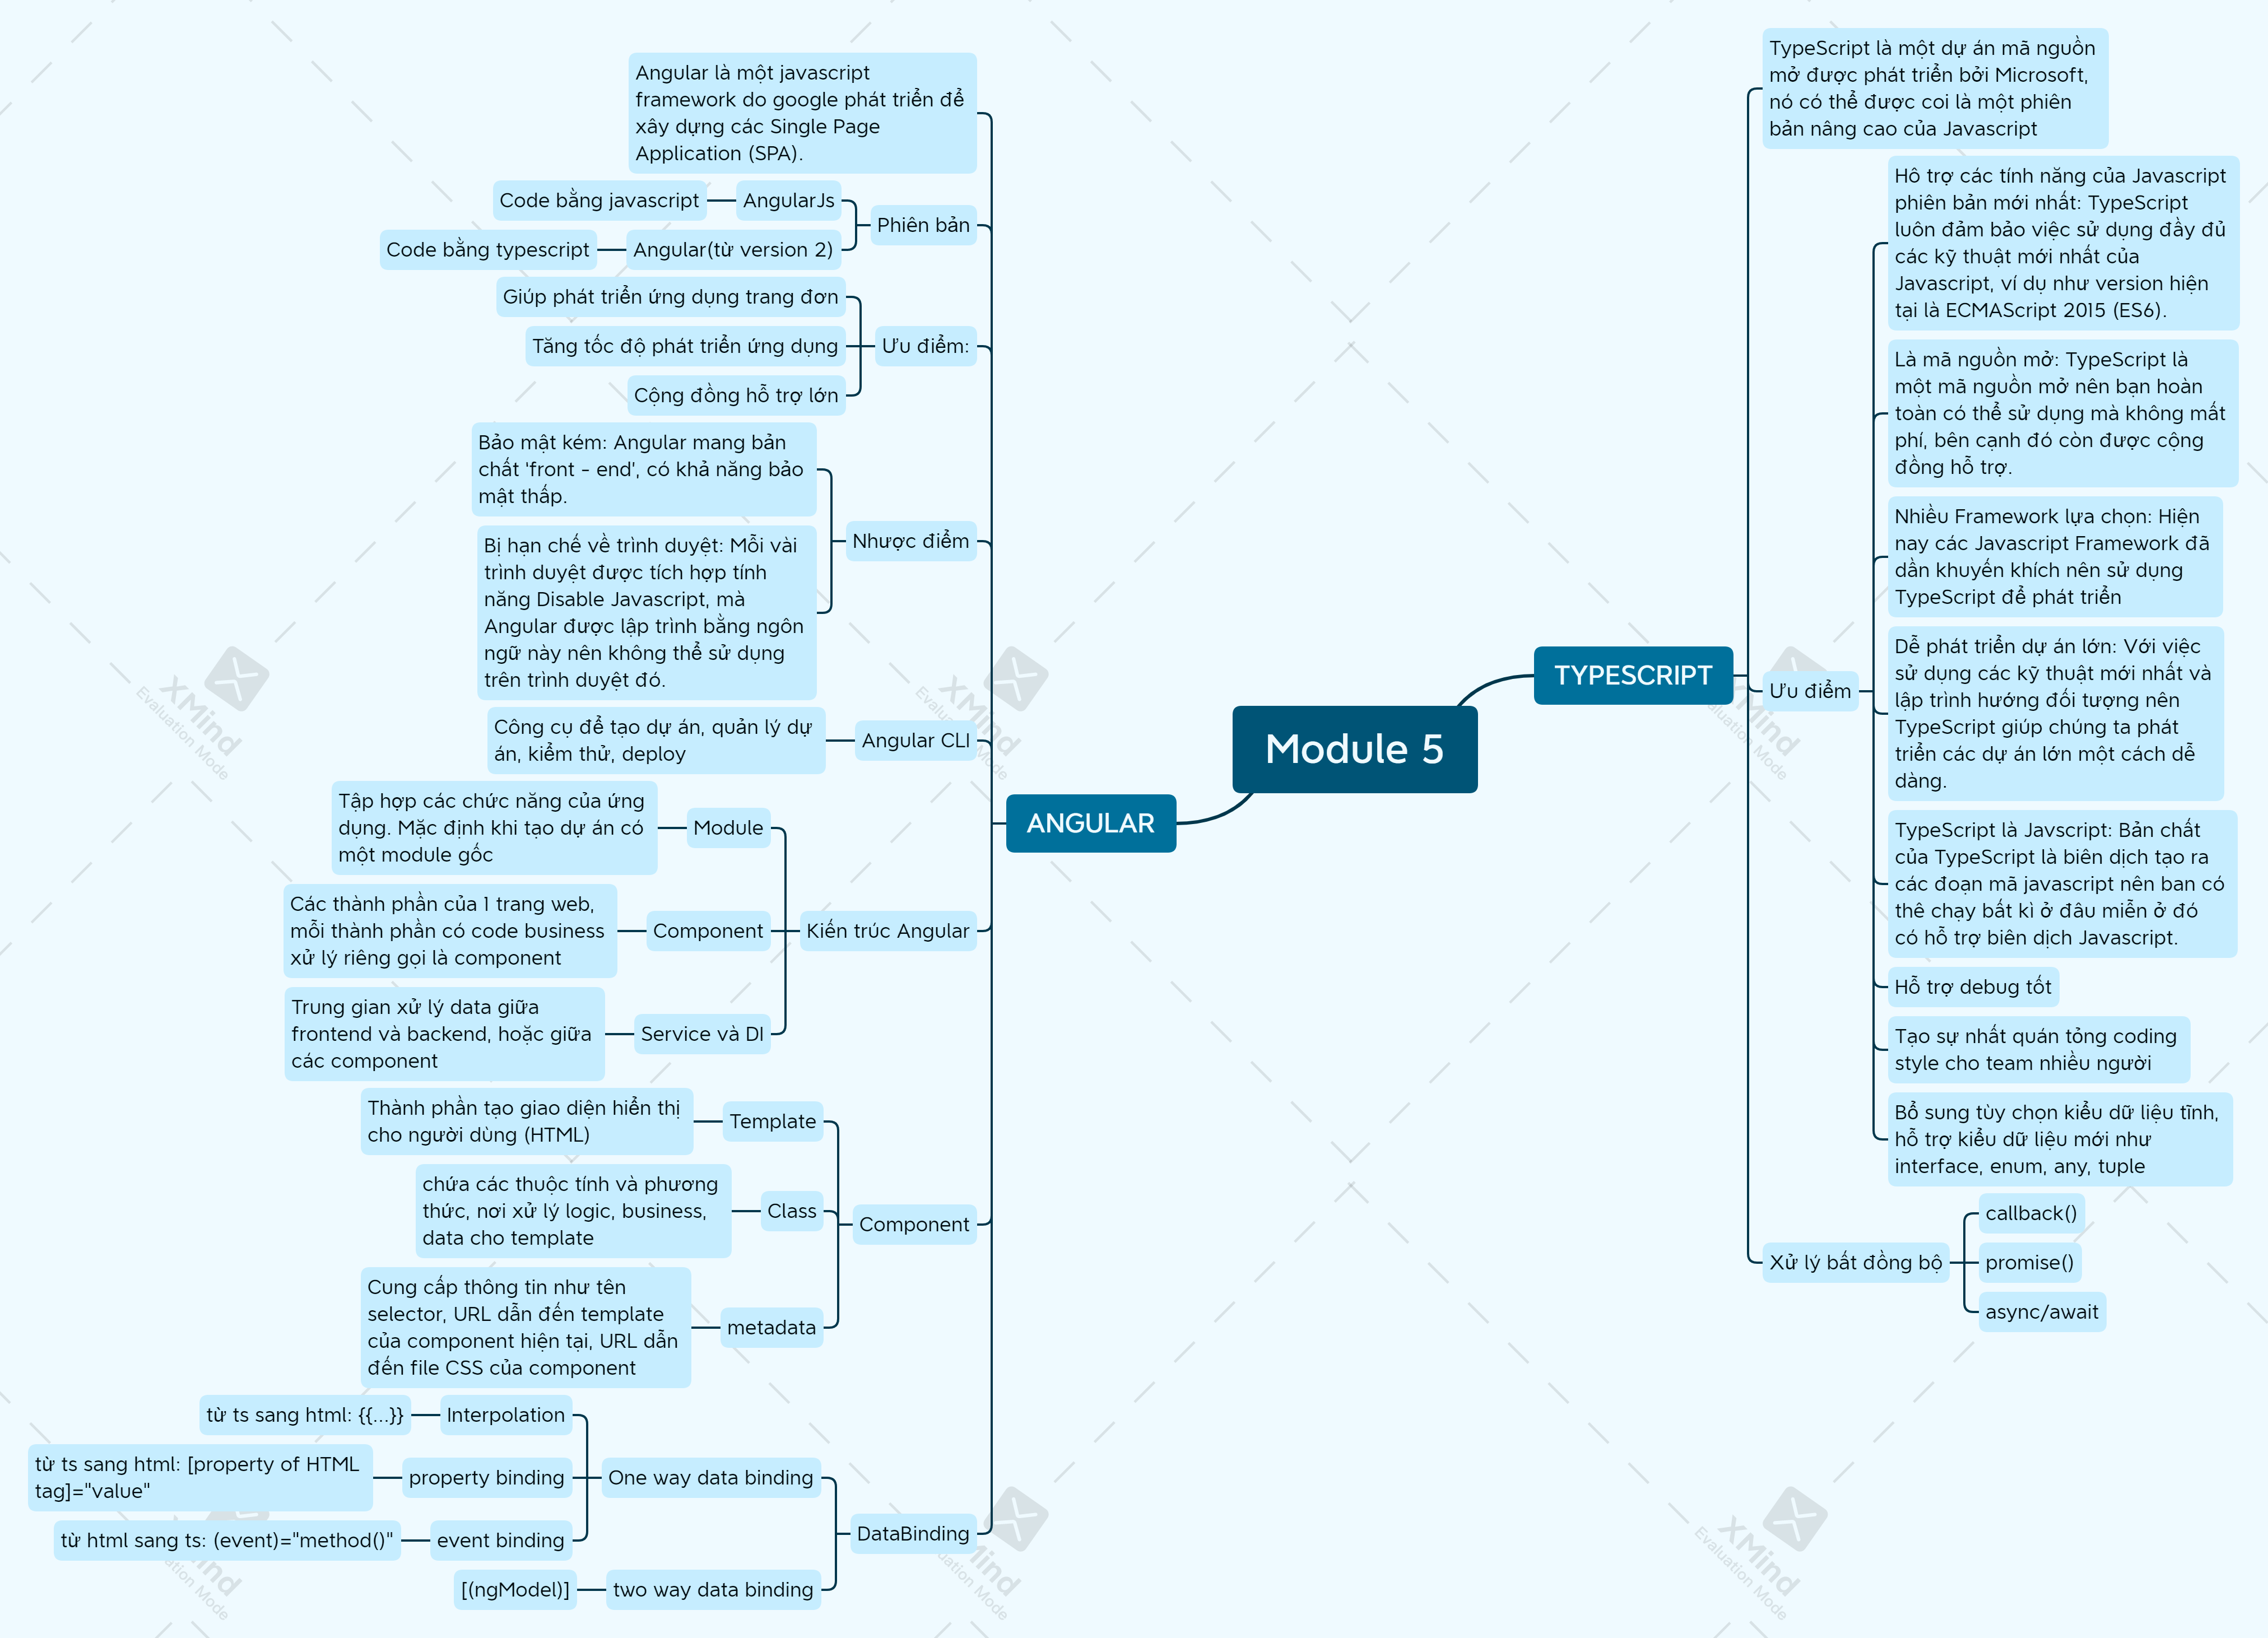 Module 5
TYPESCRIPT
TypeScript là một dự án mã nguồn
mở được phát triển bởi Microsoft,
nó có thể được coi là một phiên
bản nâng cao của Javascript
Ưu điểm
Hô trợ các tính năng của Javascript
phiên bản mới nhất: TypeScript
luôn đảm bảo việc sử dụng đầy đủ
các kỹ thuật mới nhất của
Javascript, ví dụ như version hiện
tại là ECMAScript 2015 (ES6).
Là mã nguồn mở: TypeScript là
một mã nguồn mở nên bạn hoàn
toàn có thể sử dụng mà không mất
phí, bên cạnh đó còn được cộng
đồng hỗ trợ.
Nhiều Framework lựa chọn: Hiện
nay các Javascript Framework đã
dần khuyến khích nên sử dụng
TypeScript để phát triển
Dễ phát triển dự án lớn: Với việc
sử dụng các kỹ thuật mới nhất và
lập trình hướng đối tượng nên
TypeScript giúp chúng ta phát
triển các dự án lớn một cách dễ
dàng.
TypeScript là Javscript: Bản chất
của TypeScript là biên dịch tạo ra
các đoạn mã javascript nên ban có
thê chạy bất kì ở đâu miễn ở đó
có hỗ trợ biên dịch Javascript.
Hỗ trợ debug tốt
Tạo sự nhất quán tỏng coding
style cho team nhiều người
Bổ sung tùy chọn kiểu dữ liệu tĩnh,
hỗ trợ kiểu dữ liệu mới như
interface, enum, any, tuple
Xử lý bất đồng bộ
callback()
promise()
async/await
ANGULAR
Angular là một javascript
framework do google phát triển để
xây dựng các Single Page
Application (SPA).
Phiên bản
AngularJs
Code bằng javascript
Angular(từ version 2)
Code bằng typescript
Ưu điểm:
Giúp phát triển ứng dụng trang đơn
Tăng tốc độ phát triển ứng dụng
Cộng đồng hỗ trợ lớn
Nhược điểm
Bảo mật kém: Angular mang bản
chất 'front - end', có khả năng bảo
mật thấp.
Bị hạn chế về trình duyệt: Mỗi vài
trình duyệt được tích hợp tính
năng Disable Javascript, mà
Angular được lập trình bằng ngôn
ngữ này nên không thể sử dụng
trên trình duyệt đó.
Angular CLI
Công cụ để tạo dự án, quản lý dự
án, kiểm thử, deploy
Kiến trúc Angular
Module
Tập hợp các chức năng của ứng
dụng. Mặc định khi tạo dự án có
một module gốc
Component
Các thành phần của 1 trang web,
mỗi thành phần có code business
xử lý riêng gọi là component
Service và DI
Trung gian xử lý data giữa
frontend và backend, hoặc giữa
các component
Component
Template
Thành phần tạo giao diện hiển thị
cho người dùng (HTML)
Class
chứa các thuộc tính và phương
thức, nơi xử lý logic, business,
data cho template
metadata
Cung cấp thông tin như tên
selector, URL dẫn đến template
của component hiện tại, URL dẫn
đến file CSS của component
DataBinding
One way data binding
Interpolation
từ ts sang html: {{...}}
property binding
từ ts sang html: [property of HTML
tag]="value"
event binding
từ html sang ts: (event)="method()"
two way data binding
[(ngModel)]
XMind
Evaluation Mode
XMind
Evaluation Mode
XMind
Evaluation Mode